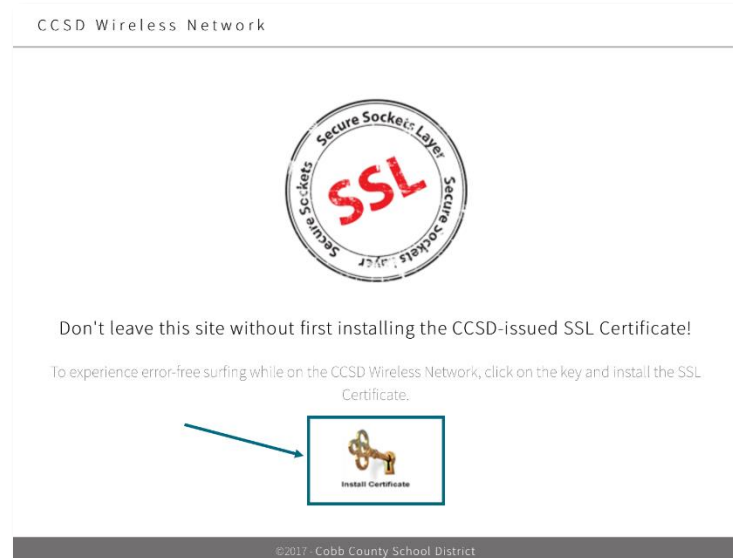 CCSD Wireless Network
Secure Sockets Layer
Secure Sockets Layer
Secure Sockets
SSL
Don't leave this site without first installing the CCSD-issued SSL Certificate!
To experience error-free surfing while on the CCSD Wireless Network, click on the key and install the SSL
Certificate.
Install Certificate
©2017 - Cobb County School District